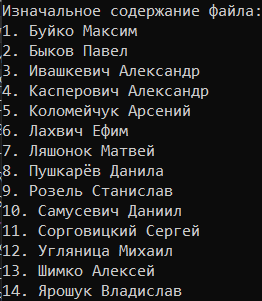 Изначальное содержание файла:
1. Буйко Максим
2. Быков Павел
3. Ивашкевич Александр
4. Касперович Александр
5. Коломейчук Арсений
6. Лахвич Ефим
7. Ляшонок Матвей
8. Пушкарёв Данила
9. Розель Станислав
10. Самусевич Даниил
11. Сорговицкий Сергей
12. Угляница Михаил
13. Шимко Алексей
14. Ярошук Владислав